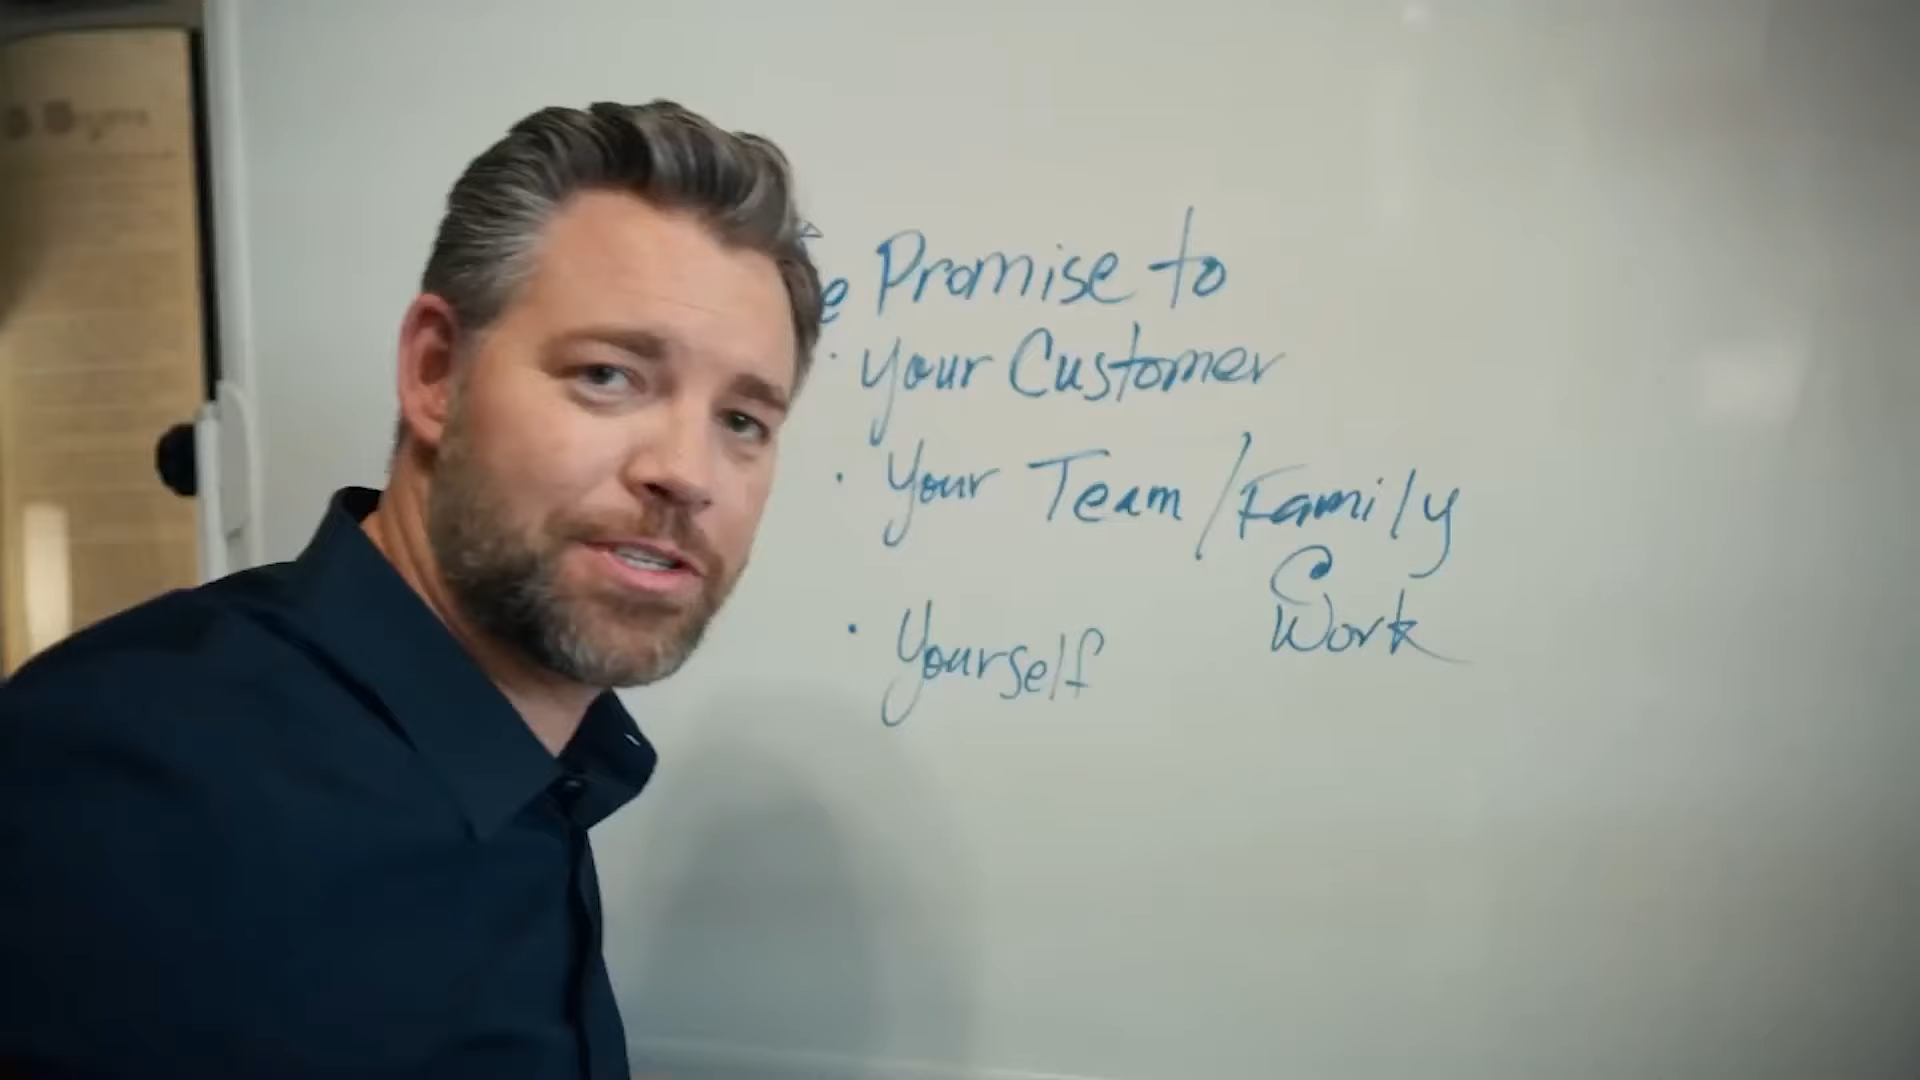 e Promise to
· Your Customer
· Your Team / Family
@
Work
· Yourself